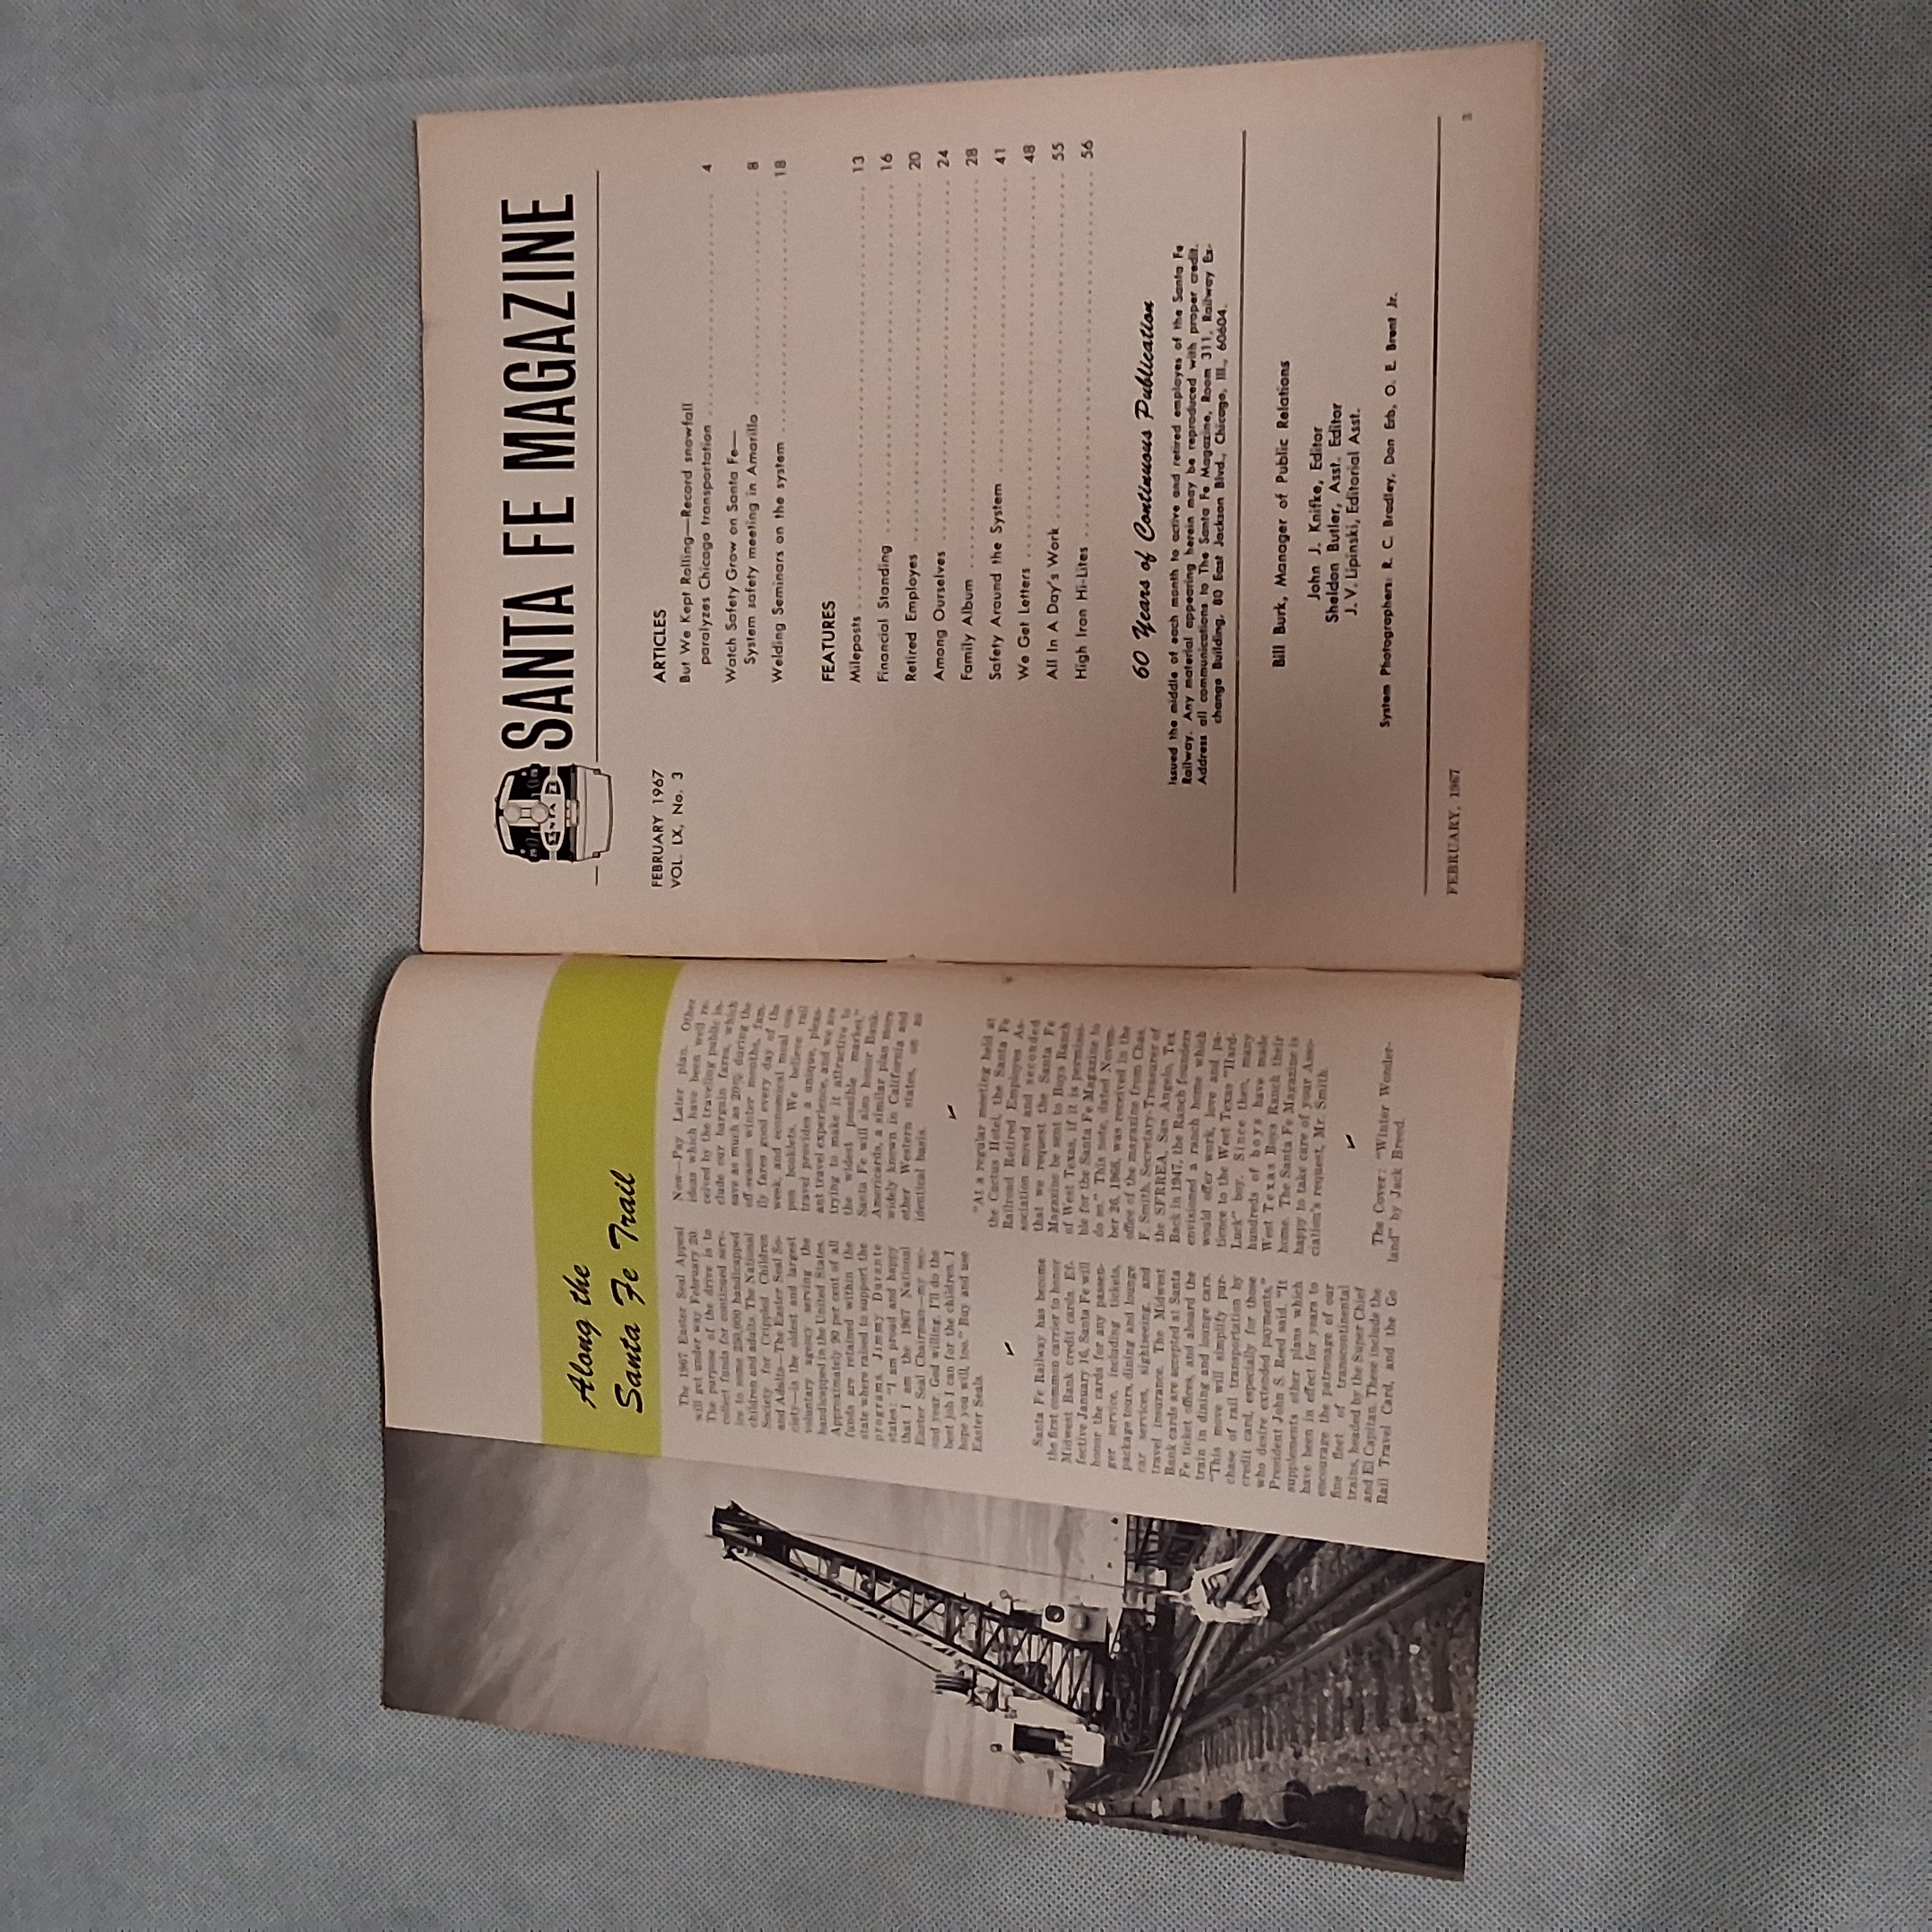 Along the
Santa Fe Trail
The 1967 Easter Seal Appeal
will get under way February 20.
The purpose of the drive is to
collect funds for continued serv-
ice to some 250,000 handicapped
children and adults. The National
Society for Crippled Children
and Adults—The Easter Seal So-
ciety—is the oldest and largest
voluntary agency serving the
handicapped in the United States.
Approximately 90 per cent of all
funds are retained within the
state where raised to support the
programs. Jimmy Durante
states: "I am proud and happy
that I am the 1967 National
Easter Seal Chairman—my sec-
ond year. God willing, I'll do the
best job I can for the children. I
hope you will, too." Buy and use
Easter Seals.
Santa Fe Railway has become
the first common carrier to honor
Midwest Bank credit cards. Ef-
fective January 16, Santa Fe will
honor the cards for any passen-
ger service, including tickets,
package tours, dining and lounge
car services, sightseeing, and
travel insurance. The Midwest
Bank cards are accepted at Santa
Fe ticket offices, and aboard the
train in dining and lounge cars.
"This move will simplify pur-
chase of rail transportation by
credit card, especially for those
who desire extended payments,"
President John S. Reed said. "It
supplements other plans which
have been in effect for years to
encourage the patronage of our
fine fleet of transcontinental
trains, headed by the Super Chief
and El Capitan. These include the
Rail Travel Card, and the Go
Now—Pay Later plan. Other
ideas which have been well re-
ceived by the traveling public in-
clude our bargain fares, which
save as much as 20% during the
off-season winter months, fam-
ily fares good every day of the
week, and economical meal cou-
pon booklets. We believe rail
travel provides a unique, pleas-
ant travel experience, and we are
trying to make it attractive to
the widest possible market."
Santa Fe will also honor Bank-
Americards, a similar plan more
widely known in California and
other Western states, on an
identical basis.
"At a regular meeting held at
the Cactus Hotel, the Santa Fe
Railroad Retired Employes As-
sociation moved and seconded
that we request the Santa Fe
Magazine be sent to Boys Ranch
of West Texas, if it is permissi-
ble for the Santa Fe Magazine to
do so." This note, dated Novem-
ber 26, 1966, was received in the
office of the magazine from Chas.
F. Smith, Secretary-Treasurer of
the SFRREA, San Angelo, Tex.
Back in 1947, the Ranch founders
envisioned a ranch home which
would offer work, love and pa-
tience to the West Texas "Hard-
Luck" boy. Since then, many
hundreds of boys have made
West Texas Boys Ranch their
home. The Santa Fe Magazine is
happy to take care of your Asso-
ciation's request, Mr. Smith.
The Cover: "Winter Wonder-
land" by Jack Breed.
SANTA FE
SANTA FE MAGAZINE
FEBRUARY 1967
VOL. LX, No. 3
ARTICLES
But We Kept Rolling—Record snowfall
paralyzes Chicago transportation 4
Watch Safety Grow on Santa Fe—
System safety meeting in Amarillo 8
Welding Seminars on the system 18
FEATURES
Mileposts 13
Financial Standing 16
Retired Employes 20
Among Ourselves 24
Family Album 28
Safety Around the System 41
We Get Letters 48
All In A Day's Work 55
High Iron Hi-Lites 56
60 Years of Continuous Publication
Issued the middle of each month to active and retired employes of the Santa Fe
Railway. Any material appearing herein may be reproduced with proper credit.
Address all communications to The Santa Fe Magazine, Room 311, Railway Ex-
change Building, 80 East Jackson Blvd., Chicago, Ill., 60604.
Bill Burk, Manager of Public Relations
John J. Knifke, Editor
Sheldon Butler, Asst. Editor
J. V. Lipinski, Editorial Asst.
System Photographers: R. C. Bradley, Don Erb, O. E. Brent Jr.
FEBRUARY, 1967